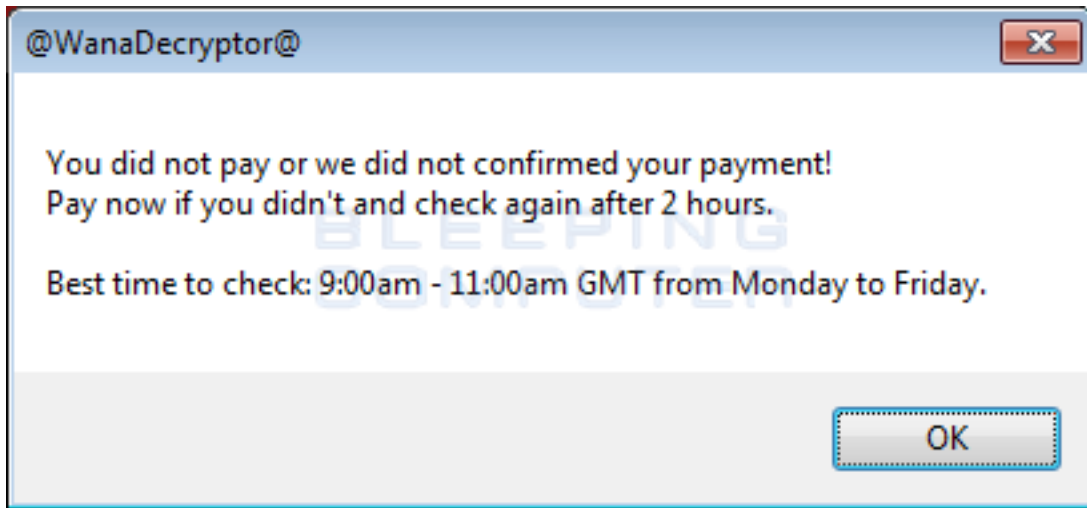 @WanaDecryptor@
You did not pay or we did not confirmed your payment!
Pay now if you didn't and check again after 2 hours.
BLEEPING
COMPUTER
Best time to check: 9:00am - 11:00am GMT from Monday to Friday.
OK